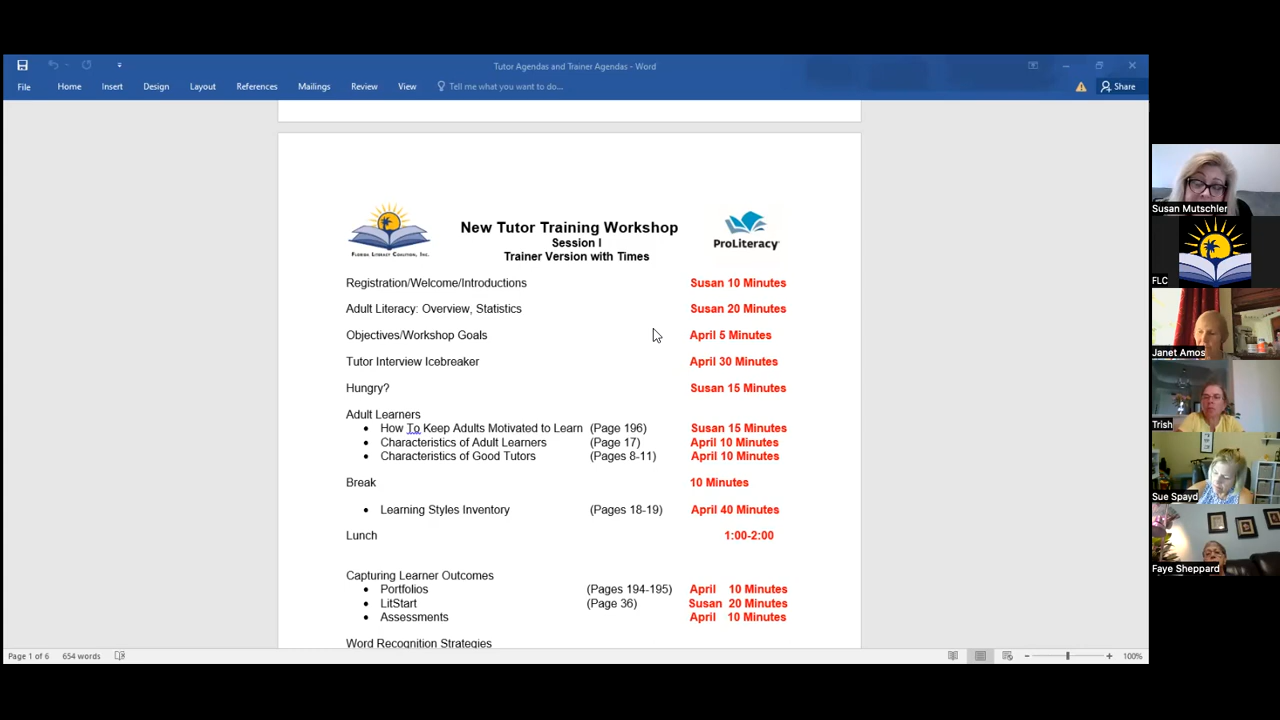 Tutor Agendas and Trainer Agendas - Word
File Home Insert Design Layout References Mailings Review View Tell me what you want to do... Share
FLORIDA LITERACY COALITION, INC.
New Tutor Training Workshop
Session I
Trainer Version with Times
ProLiteracy
Registration/Welcome/Introductions Susan 10 Minutes
Adult Literacy: Overview, Statistics Susan 20 Minutes
Objectives/Workshop Goals April 5 Minutes
Tutor Interview Icebreaker April 30 Minutes
Hungry? Susan 15 Minutes
Adult Learners
• How To Keep Adults Motivated to Learn (Page 196) Susan 15 Minutes
• Characteristics of Adult Learners (Page 17) April 10 Minutes
• Characteristics of Good Tutors (Pages 8-11) April 10 Minutes
Break 10 Minutes
• Learning Styles Inventory (Pages 18-19) April 40 Minutes
Lunch 1:00-2:00
Capturing Learner Outcomes
• Portfolios (Pages 194-195) April 10 Minutes
• LitStart (Page 36) Susan 20 Minutes
• Assessments April 10 Minutes
Word Recognition Strategies
Page 1 of 6 654 words 100%
Susan Mutschler
FLC
Janet Amos
Trish
Sue Spayd
Faye Sheppard